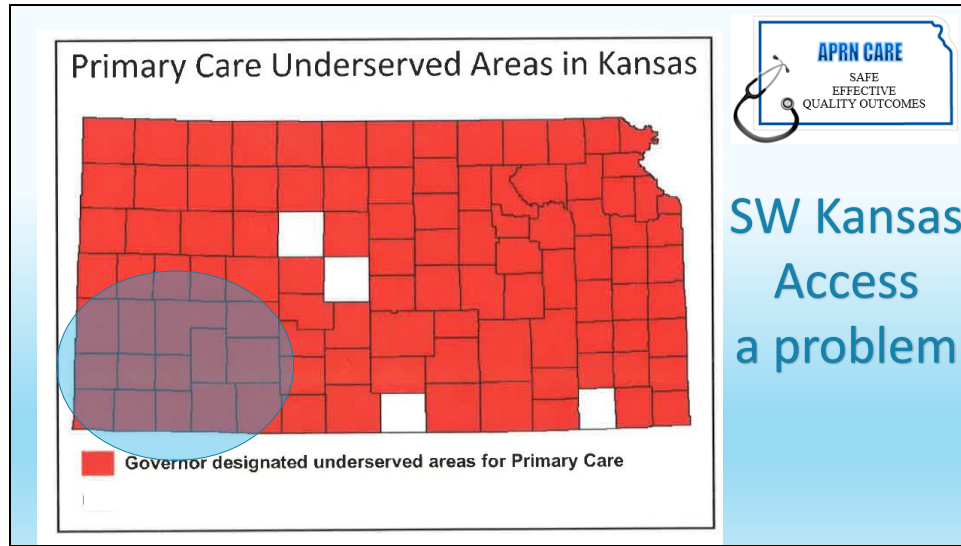 Primary Care Underserved Areas in Kansas
APRN CARE
SAFE
EFFECTIVE
QUALITY OUTCOMES
SW Kansas
Access
a problem
Governor designated underserved areas for Primary Care